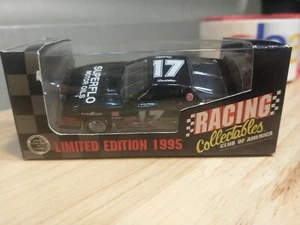 17
SUPERFLO
MOTOR OILS
17
RACING
Collectables
CLUB OF AMERICA
LIMITED EDITION 1995